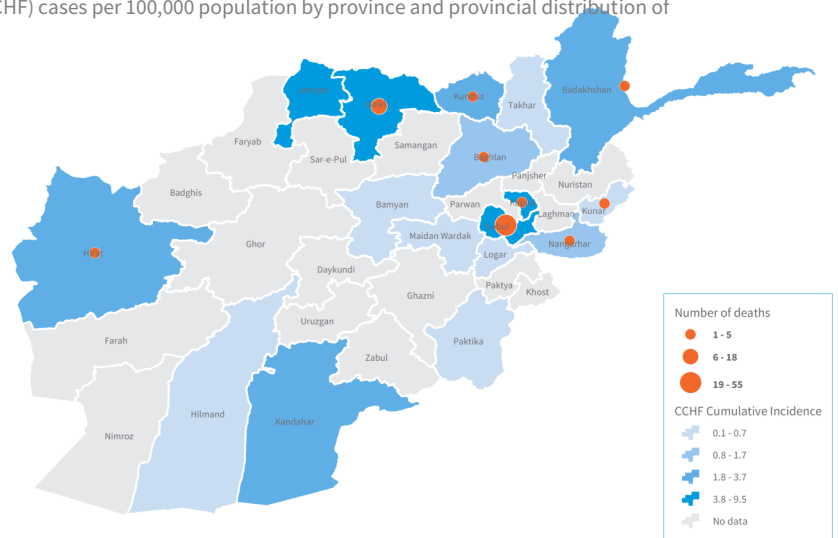 CHF) cases per 100,000 population by province and provincial distribution of
Badakhshan
Kunduz
Takhar
Faryab
Samangan
Sar-e-Pul
Baghlan
Panjsher
Nuristan
Badghis
Bamyan
Parwan
Laghman
Kunar
Maidan Wardak
Nangerhar
Ghor
Hirat
Logar
Daykundi
Paktya
Khost
Ghazni
Uruzgan
Farah
Paktika
Zabul
Hilmand
Kandahar
Nimroz
Number of deaths
1 - 5
6 - 18
19 - 55
CCHF Cumulative Incidence
0.1 - 0.7
0.8 - 1.7
1.8 - 3.7
3.8 - 9.5
No data